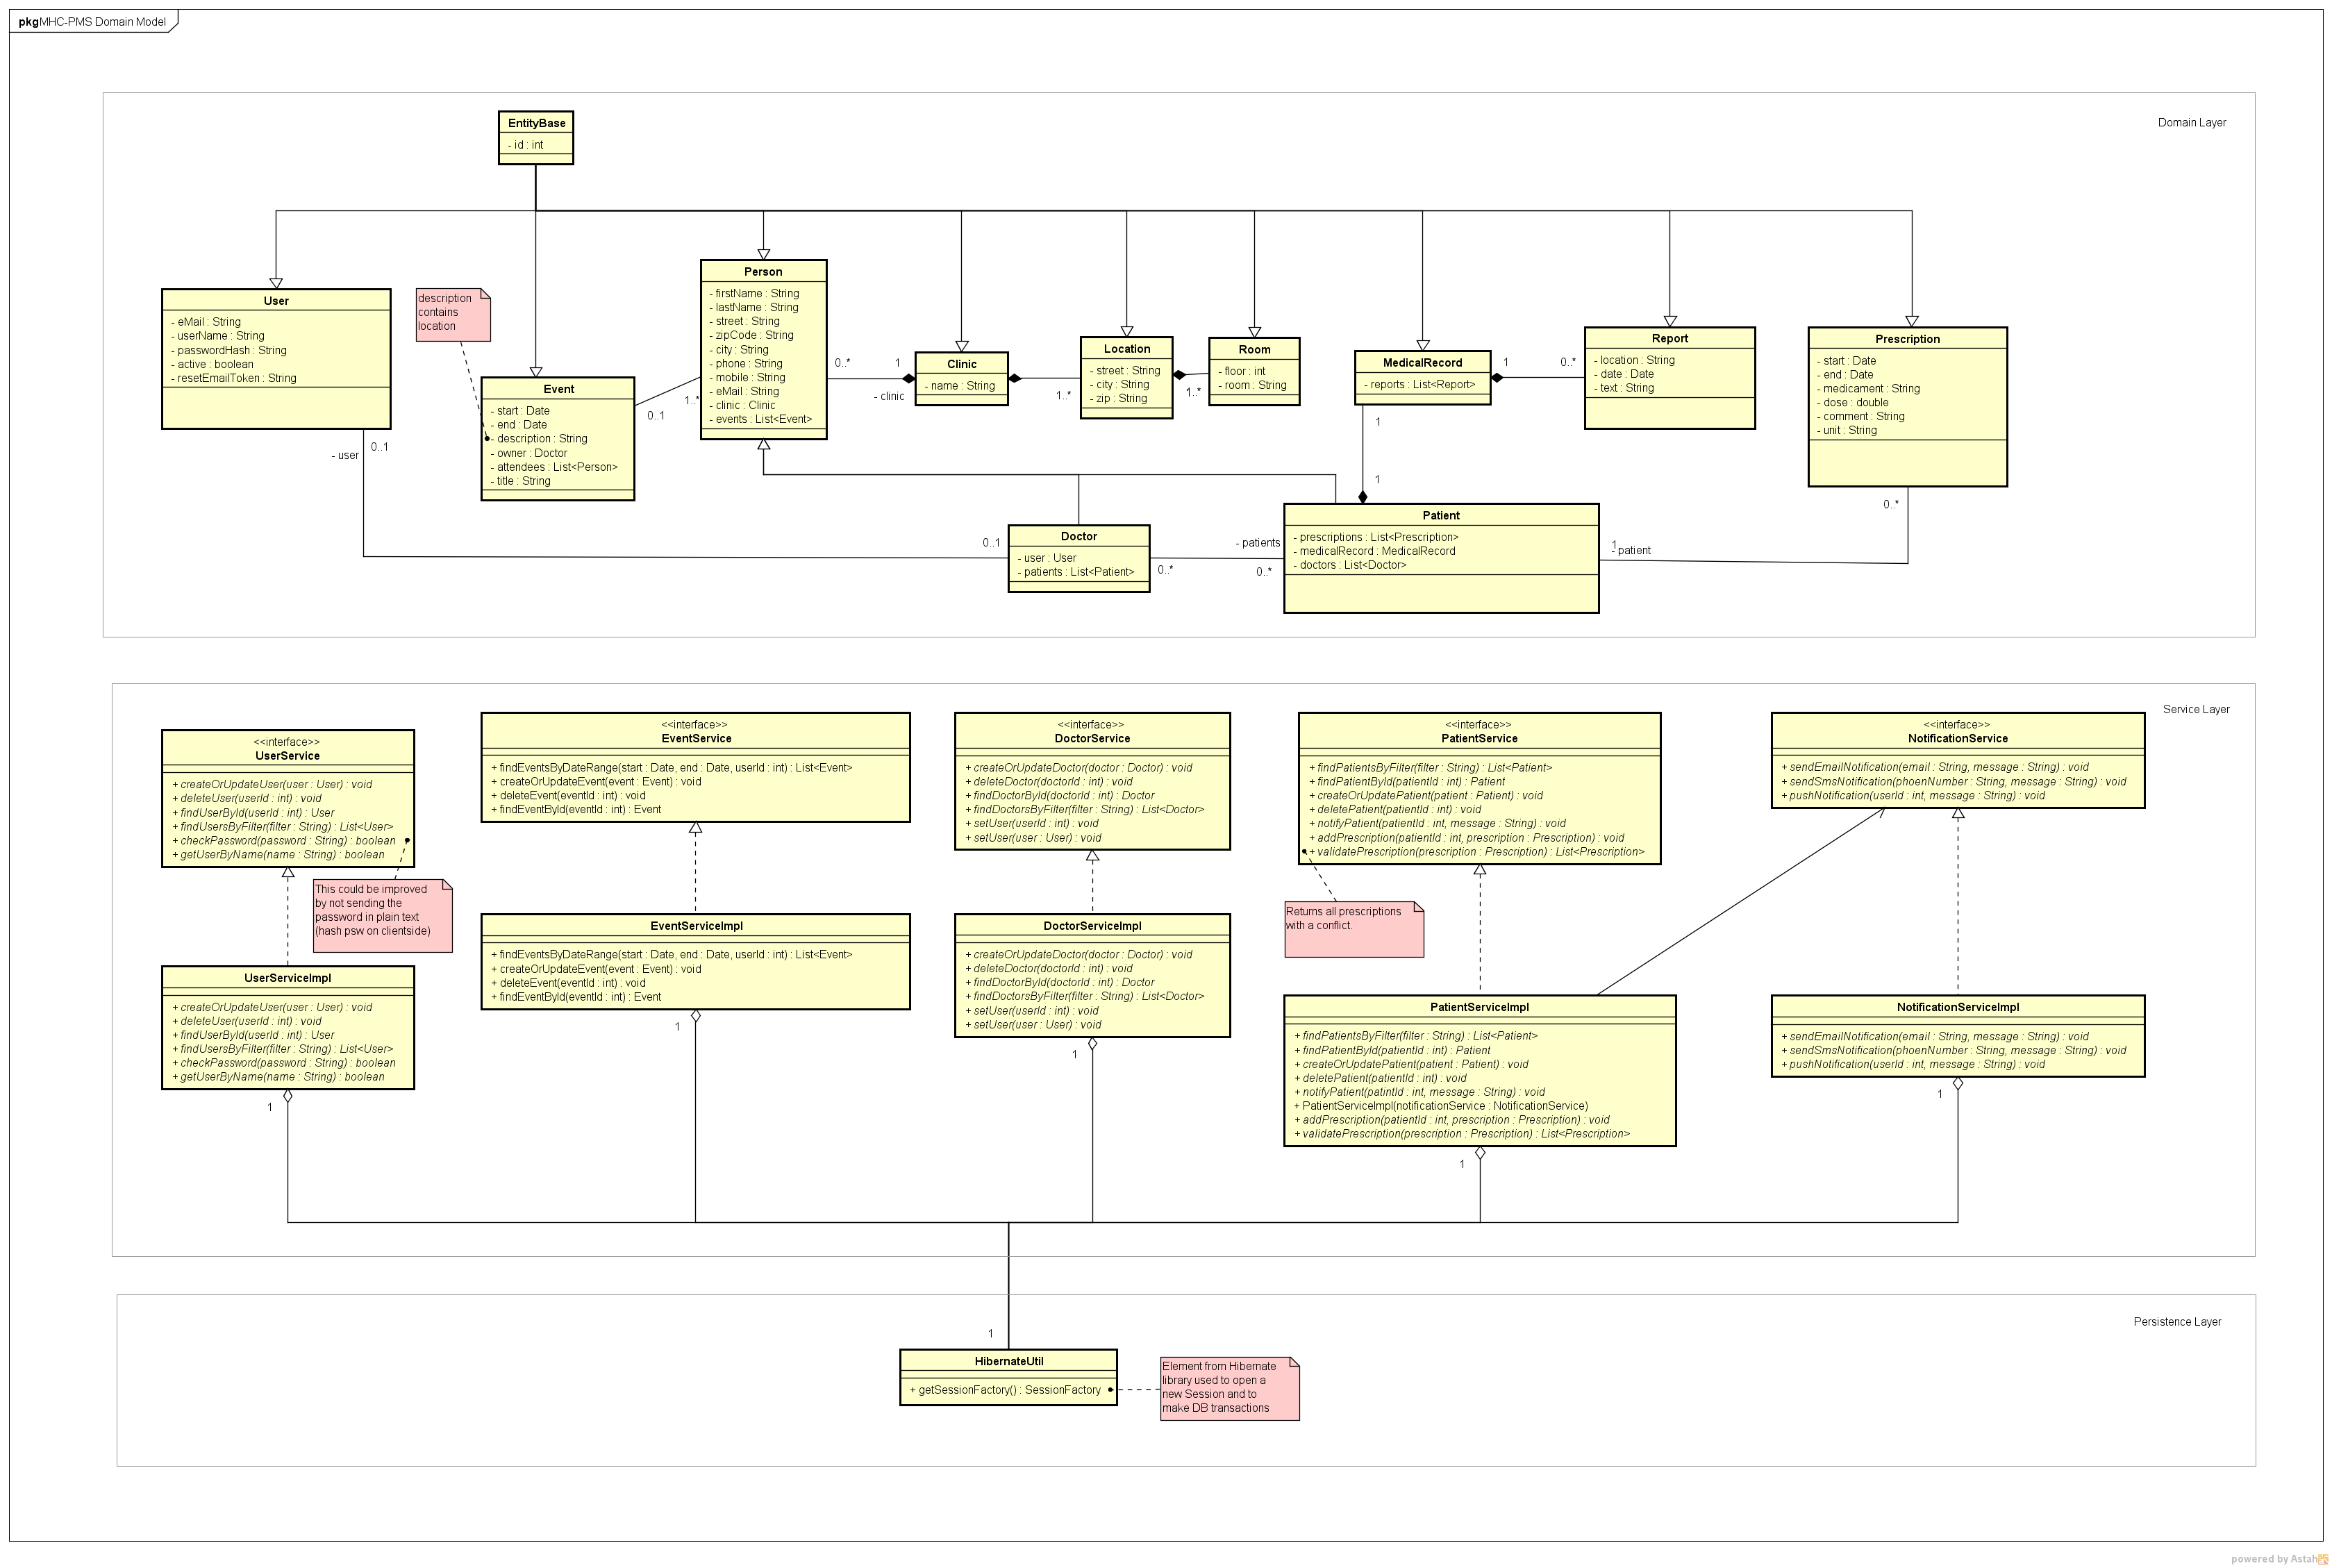 pkg MHC-PMS Domain Model
Domain Layer
EntityBase
- id : int
User
- eMail : String
- userName : String
- passwordHash : String
- active : boolean
- resetEmailToken : String
description
contains
location
Event
- start : Date
- end : Date
- description : String
- owner : Doctor
- attendees : List<Person>
- title : String
0..1
1..*
Person
- firstName : String
- lastName : String
- street : String
- zipCode : String
- city : String
- phone : String
- mobile : String
- eMail : String
- clinic : Clinic
- events : List<Event>
0..*
1
- clinic
Clinic
- name : String
1..*
Location
- street : String
- city : String
- zip : String
1..*
Room
- floor : int
- room : String
MedicalRecord
- reports : List<Report>
1
0..*
1
1
Report
- location : String
- date : Date
- text : String
Prescription
- start : Date
- end : Date
- medicament : String
- dose : double
- comment : String
- unit : String
0..*
- user
0..1
0..1
Doctor
- user : User
- patients : List<Patient>
- patients
0..*
0..*
Patient
- prescriptions : List<Prescription>
- medicalRecord : MedicalRecord
- doctors : List<Doctor>
1
- patient
Service Layer
<<interface>>
UserService
+ createOrUpdateUser(user : User) : void
+ deleteUser(userId : int) : void
+ findUserById(userId : int) : User
+ findUsersByFilter(filter : String) : List<User>
+ checkPassword(password : String) : boolean
+ getUserByName(name : String) : boolean
This could be improved
by not sending the
password in plain text
(hash psw on clientside)
UserServiceImpl
+ createOrUpdateUser(user : User) : void
+ deleteUser(userId : int) : void
+ findUserById(userId : int) : User
+ findUsersByFilter(filter : String) : List<User>
+ checkPassword(password : String) : boolean
+ getUserByName(name : String) : boolean
1
<<interface>>
EventService
+ findEventsByDateRange(start : Date, end : Date, userId : int) : List<Event>
+ createOrUpdateEvent(event : Event) : void
+ deleteEvent(eventId : int) : void
+ findEventById(eventId : int) : Event
EventServiceImpl
+ findEventsByDateRange(start : Date, end : Date, userId : int) : List<Event>
+ createOrUpdateEvent(event : Event) : void
+ deleteEvent(eventId : int) : void
+ findEventById(eventId : int) : Event
1
<<interface>>
DoctorService
+ createOrUpdateDoctor(doctor : Doctor) : void
+ deleteDoctor(doctorId : int) : void
+ findDoctorById(doctorId : int) : Doctor
+ findDoctorsByFilter(filter : String) : List<Doctor>
+ setUser(userId : int) : void
+ setUser(user : User) : void
DoctorServiceImpl
+ createOrUpdateDoctor(doctor : Doctor) : void
+ deleteDoctor(doctorId : int) : void
+ findDoctorById(doctorId : int) : Doctor
+ findDoctorsByFilter(filter : String) : List<Doctor>
+ setUser(userId : int) : void
+ setUser(user : User) : void
1
<<interface>>
PatientService
+ findPatientsByFilter(filter : String) : List<Patient>
+ findPatientById(patientId : int) : Patient
+ createOrUpdatePatient(patient : Patient) : void
+ deletePatient(patientId : int) : void
+ notifyPatient(patientId : int, message : String) : void
+ addPrescription(patientId : int, prescription : Prescription) : void
+ validatePrescription(prescription : Prescription) : List<Prescription>
Returns all prescriptions
with a conflict.
PatientServiceImpl
+ findPatientsByFilter(filter : String) : List<Patient>
+ findPatientById(patientId : int) : Patient
+ createOrUpdatePatient(patient : Patient) : void
+ deletePatient(patientId : int) : void
+ notifyPatient(patintId : int, message : String) : void
+ PatientServiceImpl(notificationService : NotificationService)
+ addPrescription(patientId : int, prescription : Prescription) : void
+ validatePrescription(prescription : Prescription) : List<Prescription>
1
<<interface>>
NotificationService
+ sendEmailNotification(email : String, message : String) : void
+ sendSmsNotification(phoenNumber : String, message : String) : void
+ pushNotification(userId : int, message : String) : void
NotificationServiceImpl
+ sendEmailNotification(email : String, message : String) : void
+ sendSmsNotification(phoenNumber : String, message : String) : void
+ pushNotification(userId : int, message : String) : void
1
Persistence Layer
1
HibernateUtil
+ getSessionFactory() : SessionFactory
Element from Hibernate
library used to open a
new Session and to
make DB transactions
powered by Astah